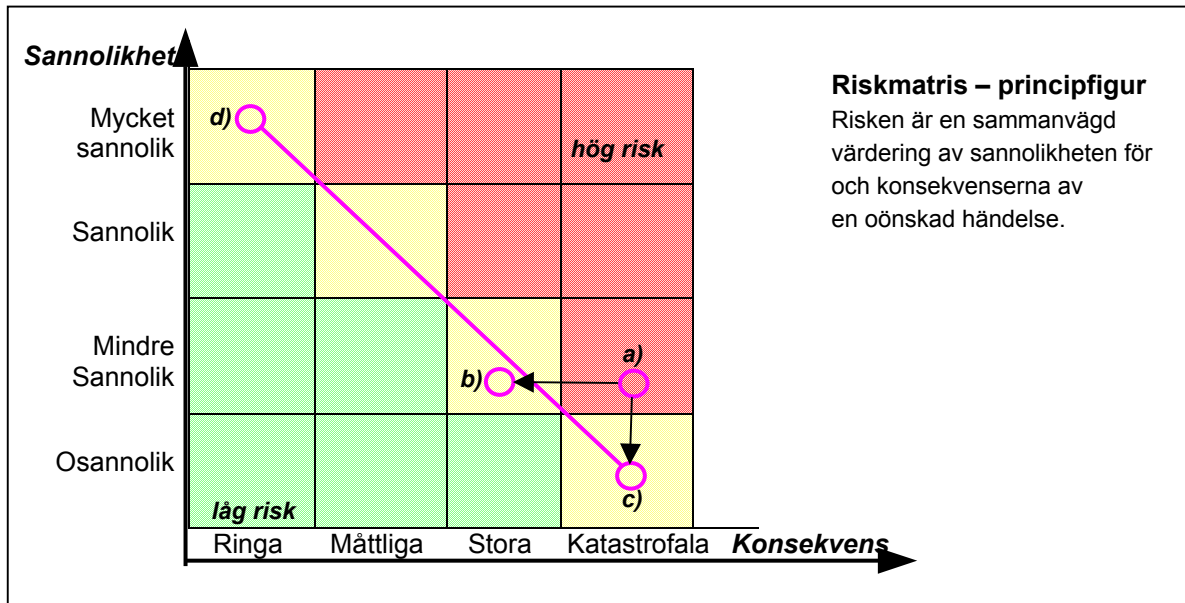 Sannolikhet
Mycket
sannolik
Sannolik
Mindre
Sannolik
Osannolik
d)
hög risk
a)
b)
c)
låg risk
Ringa
Måttliga
Stora
Katastrofala
Konsekvens
Riskmatris – principfigur
Risken är en sammanvägd
värdering av sannolikheten för
och konsekvenserna av
en oönskad händelse.